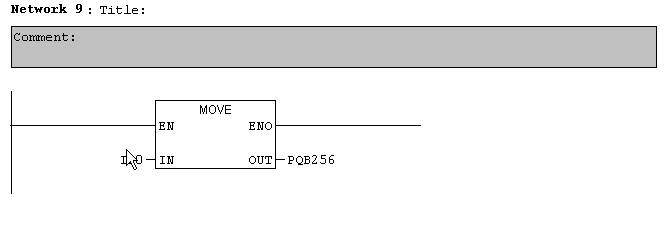 Network 9 : Title:
Comment:
MOVE
EN ENO
IN OUT PQB256